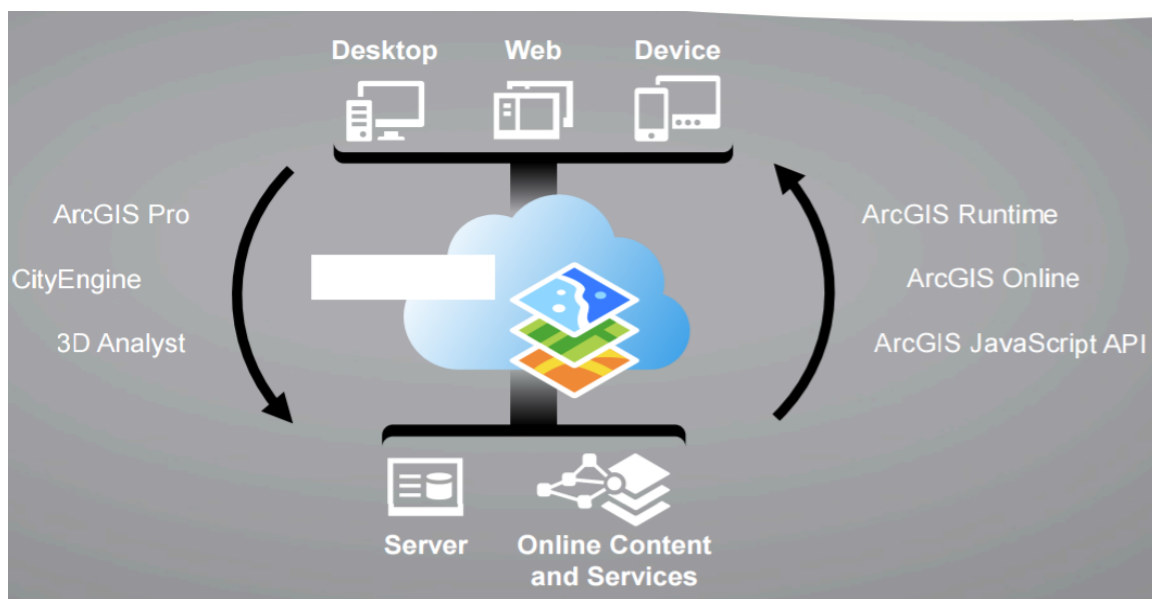 Desktop
Web
Device
ArcGIS Pro
CityEngine
3D Analyst
ArcGIS Runtime
ArcGIS Online
ArcGIS JavaScript API
Server
Online Content
and Services